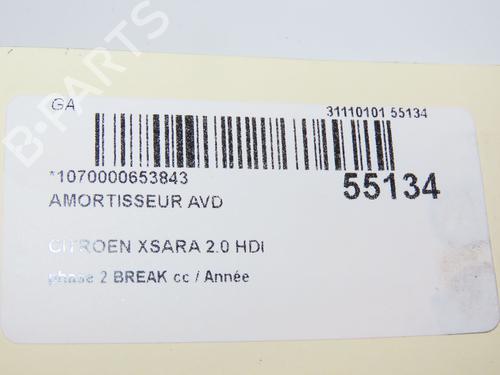 GA
31110101 55134
*1070000653843
55134
AMORTISSEUR AVD
CITROEN XSARA 2.0 HDI
phase 2 BREAK cc / Année
B-PARTS